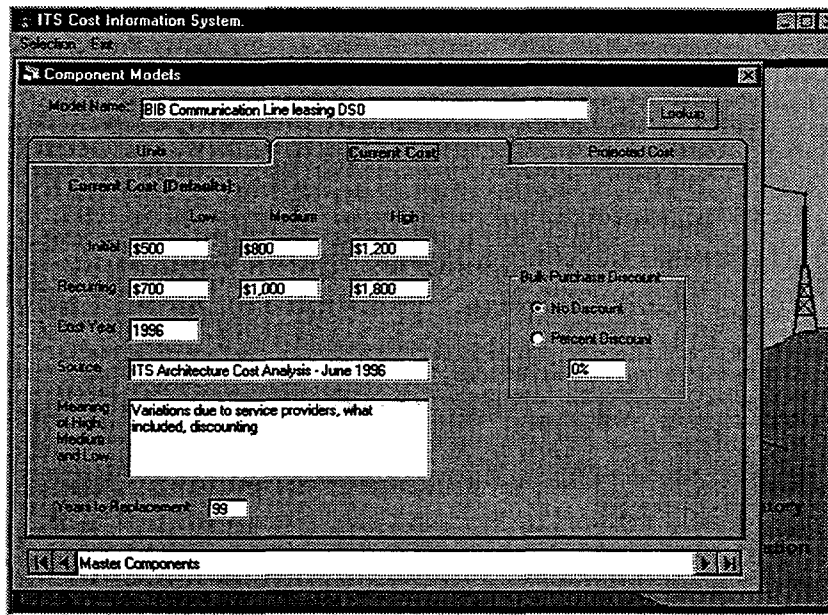 ITS Cost Information System.
Selection Exit
Component Models
Model Name: BIB Communication Line leasing DS0 Lookup
Units Current Cost Projected Cost
Current Cost (Defaults):
Low Medium High
Initial $500 $800 $1,200
Recurring $700 $1,000 $1,800
Bulk Purchase Discount
No Discount
Percent Discount
0%
Cost Year 1996
Source ITS Architecture Cost Analysis - June 1996
Meaning of High, Medium and Low
Variations due to service providers, what
included, discounting
Years to Replacement 99
Master Components